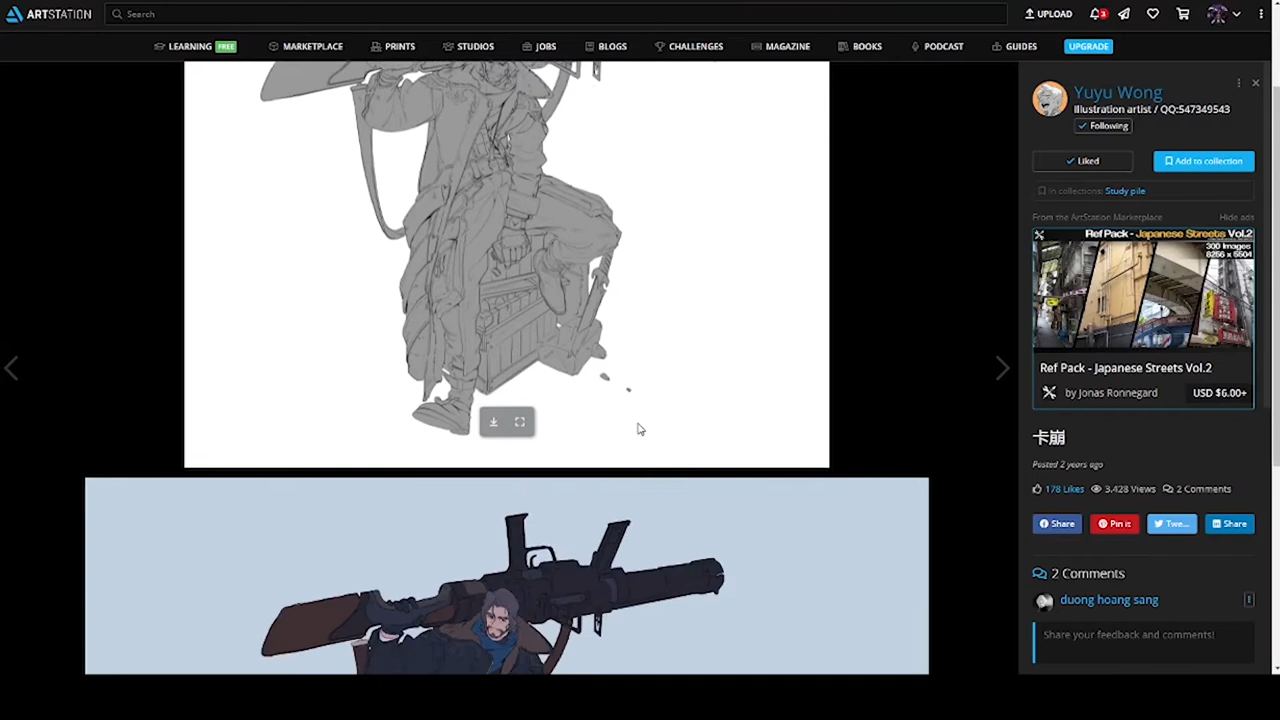 ARTSTATION
Search
UPLOAD
3
LEARNING FREE
MARKETPLACE
PRINTS
STUDIOS
JOBS
BLOGS
CHALLENGES
MAGAZINE
BOOKS
PODCAST
GUIDES
UPGRADE
Yuyu Wong
Illustration artist / QQ:547349543
Following
Liked
Add to collection
In collections: Study pile
From the ArtStation Marketplace
Hide ads
Ref Pack - Japanese Streets Vol.2
300 Images
8256 x 5504
Ref Pack - Japanese Streets Vol.2
by Jonas Ronnegard
USD $6.00+
卡崩
Posted 2 years ago
178 Likes
3,428 Views
2 Comments
Share
Pin it
Twe...
Share
2 Comments
duong hoang sang
Share your feedback and comments!